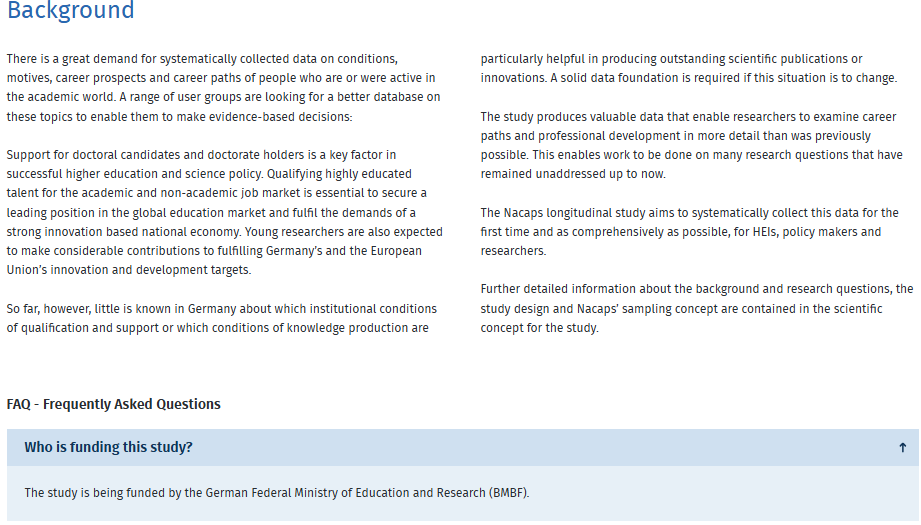 Background
There is a great demand for systematically collected data on conditions,
motives, career prospects and career paths of people who are or were active in
the academic world. A range of user groups are looking for a better database on
these topics to enable them to make evidence-based decisions:
Support for doctoral candidates and doctorate holders is a key factor in
successful higher education and science policy. Qualifying highly educated
talent for the academic and non-academic job market is essential to secure a
leading position in the global education market and fulfil the demands of a
strong innovation based national economy. Young researchers are also expected
to make considerable contributions to fulfilling Germany's and the European
Union's innovation and development targets.
So far, however, little is known in Germany about which institutional conditions
of qualification and support or which conditions of knowledge production are
particularly helpful in producing outstanding scientific publications or
innovations. A solid data foundation is required if this situation is to change.
The study produces valuable data that enable researchers to examine career
paths and professional development in more detail than was previously
possible. This enables work to be done on many research questions that have
remained unaddressed up to now.
The Nacaps longitudinal study aims to systematically collect this data for the
first time and as comprehensively as possible, for HEIs, policy makers and
researchers.
Further detailed information about the background and research questions, the
study design and Nacaps' sampling concept are contained in the scientific
concept for the study.
FAQ - Frequently Asked Questions
Who is funding this study?
The study is being funded by the German Federal Ministry of Education and Research (BMBF).